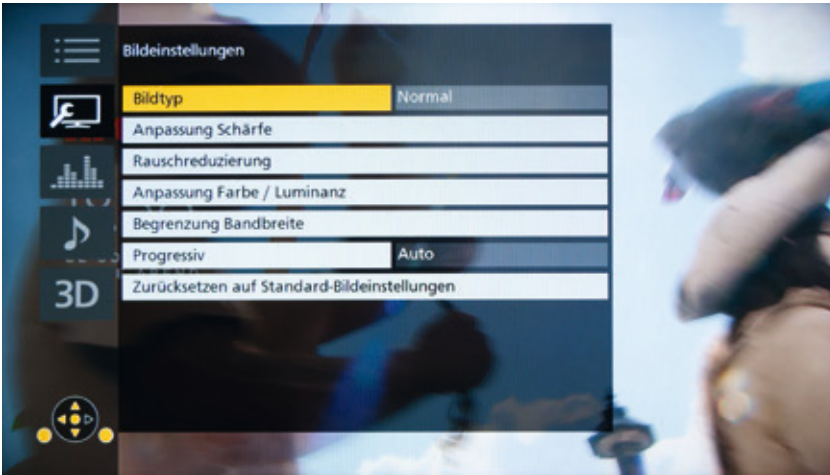 Bildeinstellungen
Bildtyp Normal
Anpassung Schärfe
Rauschreduzierung
Anpassung Farbe / Luminanz
Begrenzung Bandbreite
Progressiv Auto
Zurücksetzen auf Standard-Bildeinstellungen
3D